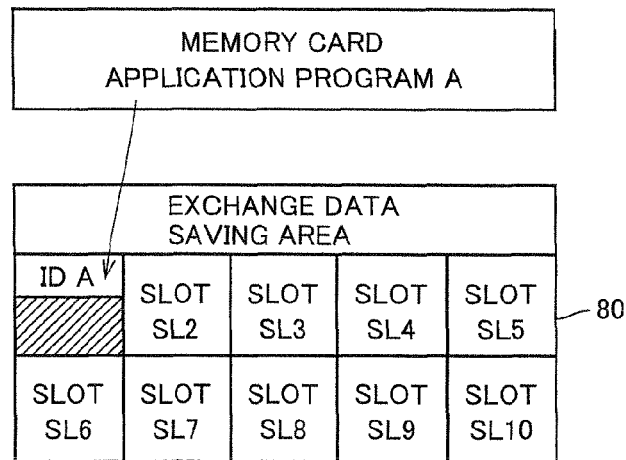 MEMORY CARD
APPLICATION PROGRAM A
EXCHANGE DATA
SAVING AREA
ID A
SLOT SL2
SLOT SL3
SLOT SL4
SLOT SL5
80
SLOT SL6
SLOT SL7
SLOT SL8
SLOT SL9
SLOT SL10